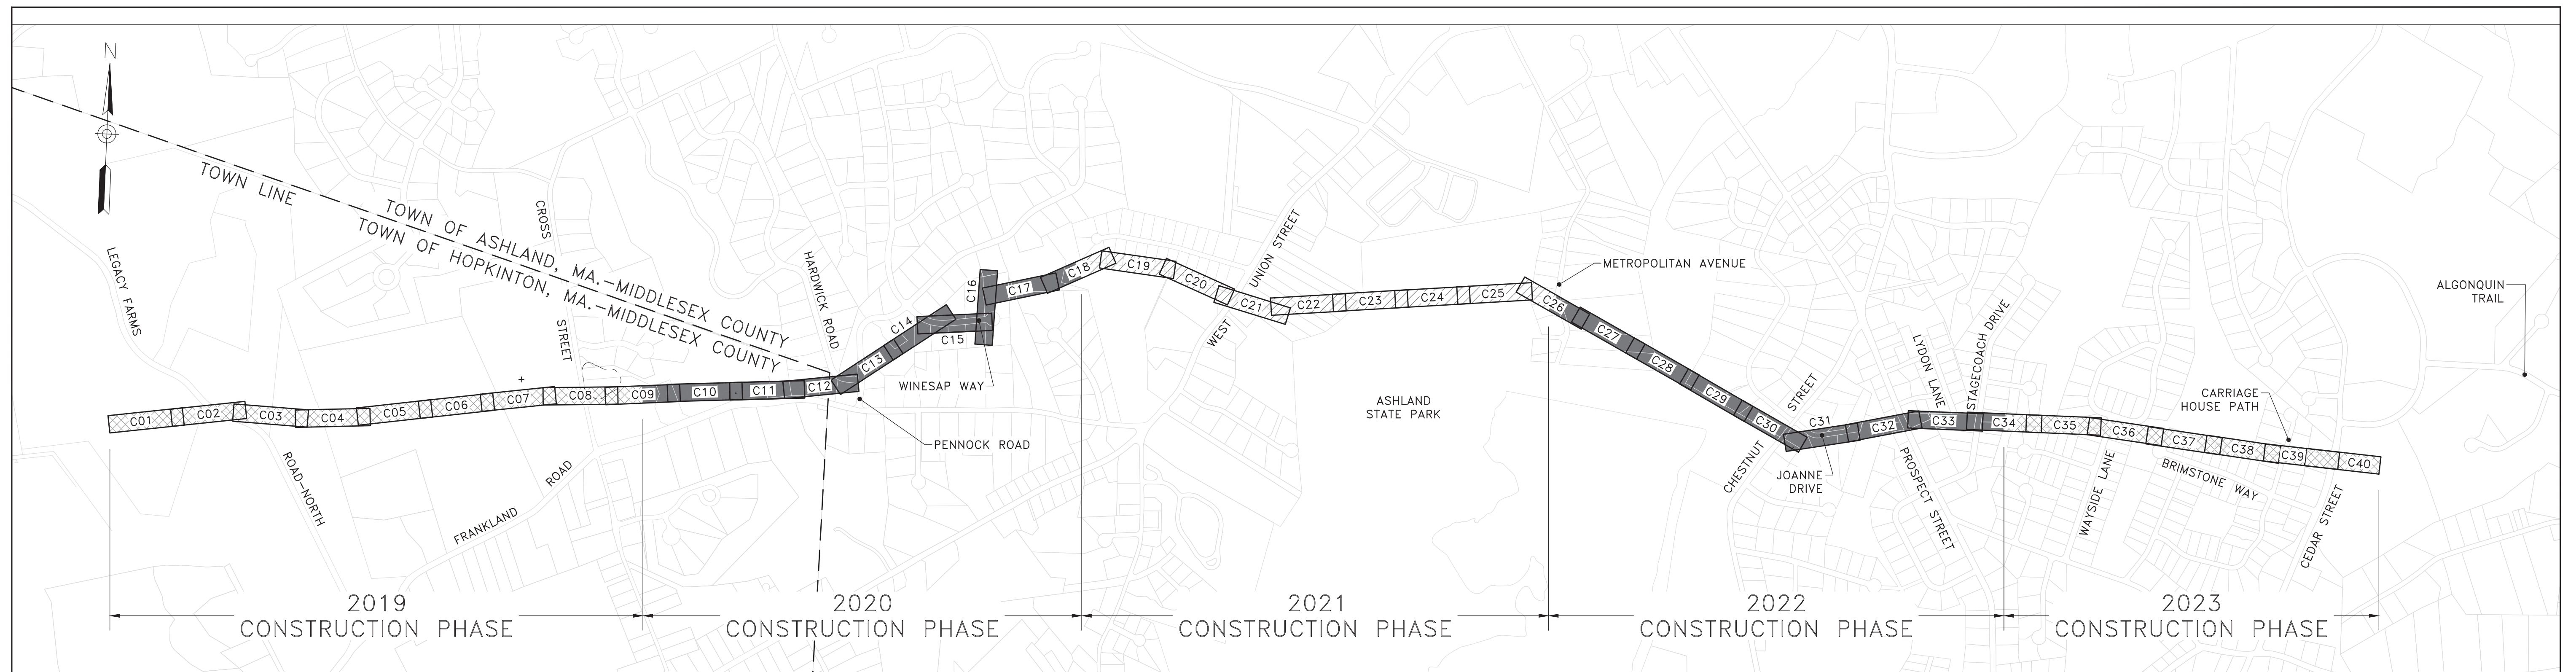 N
TOWN LINE
TOWN OF ASHLAND, MA.-MIDDLESEX COUNTY
TOWN OF HOPKINTON, MA.-MIDDLESEX COUNTY
LEGACY FARMS
ROAD-NORTH
CROSS
STREET
FRANKLAND
ROAD
HARDWICK ROAD
PENNOCK ROAD
WINESAP WAY
WEST
UNION STREET
ASHLAND
STATE PARK
METROPOLITAN AVENUE
CHESTNUT
STREET
JOANNE
DRIVE
LYDON LANE
STAGECOACH DRIVE
PROSPECT STREET
WAYSIDE LANE
BRIMSTONE WAY
CARRIAGE
HOUSE PATH
CEDAR STREET
ALGONQUIN
TRAIL
C01
C02
C03
C04
C05
C06
C07
C08
C09
C10
C11
C12
C13
C14
C15
C16
C17
C18
C19
C20
C21
C22
C23
C24
C25
C26
C27
C28
C29
C30
C31
C32
C33
C34
C35
C36
C37
C38
C39
C40
2019
CONSTRUCTION PHASE
2020
CONSTRUCTION PHASE
2021
CONSTRUCTION PHASE
2022
CONSTRUCTION PHASE
2023
CONSTRUCTION PHASE